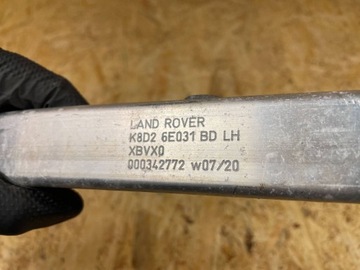 LAND ROVER
K8D2 6E031 BD LH
XBVX0
000342772 w07/20